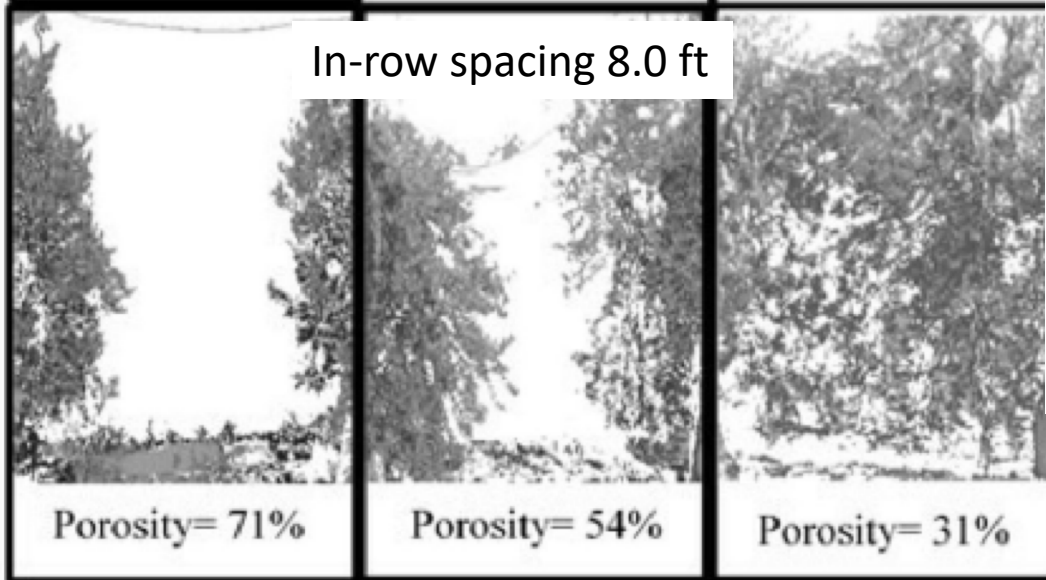 In-row spacing 8.0 ft
Porosity= 71%
Porosity= 54%
Porosity= 31%